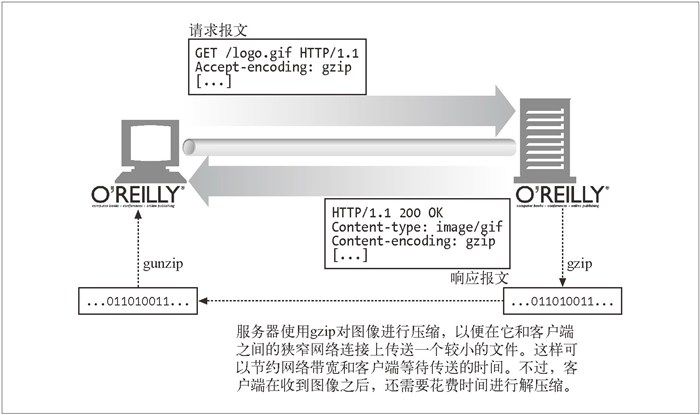 请求报文
GET /logo.gif HTTP/1.1
Accept-encoding: gzip
[...]
O'REILLY®
computer books • conferences • online publishing
O'REILLY®
computer books • conferences • online publishing
HTTP/1.1 200 OK
Content-type: image/gif
Content-encoding: gzip
[...]
响应报文
gunzip
gzip
...011010011...
...011010011...
服务器使用gzip对图像进行压缩，以便在它和客户端
之间的狭窄网络连接上传送一个较小的文件。这样可
以节约网络带宽和客户端等待传送的时间。不过，客
户端在收到图像之后，还需要花费时间进行解压缩。